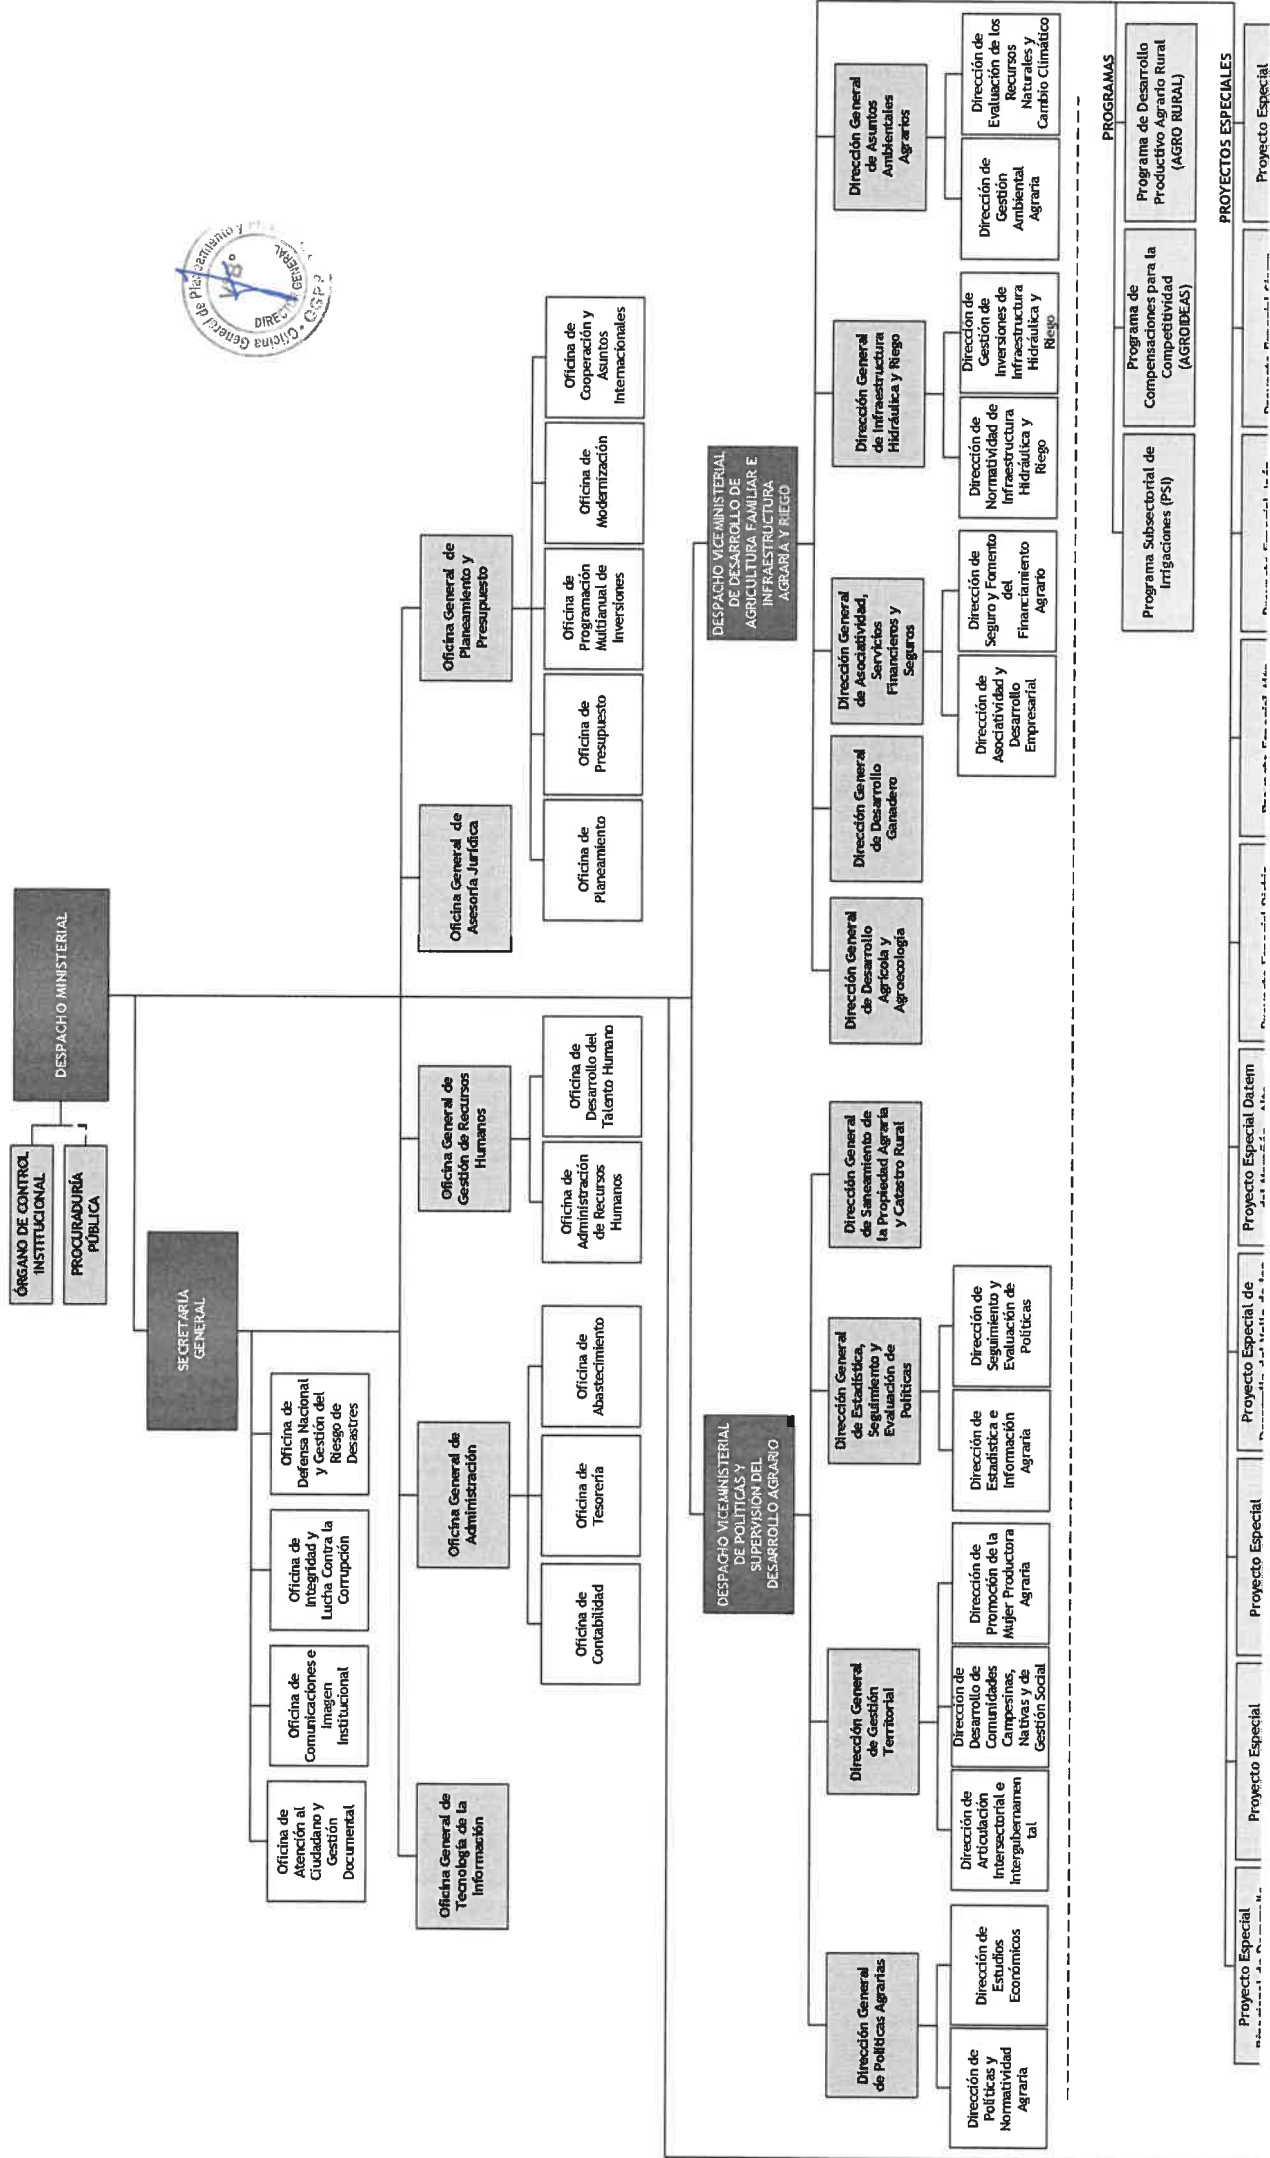 DESPACHO MINISTERIAL
ÓRGANO DE CONTROL
INSTITUCIONAL
PROCURADURÍA
PÚBLICA
SECRETARÍA
GENERAL
Oficina de
Atención al
Ciudadano y
Gestión
Documental
Oficina de
Comunicaciones e
Imagen
Institucional
Oficina de
Integridad y
Lucha Contra la
Corrupción
Oficina de
Defensa Nacional
y Gestión del
Riesgo de
Desastres
Oficina General de Planeamiento y
V°B°
DIRECTOR GENERAL
OGPP
Oficina General de
Tecnología de la
Información
Oficina General de
Administración
Oficina General de
Gestión de Recursos
Humanos
Oficina General de
Asesoría Jurídica
Oficina General de
Planeamiento y
Presupuesto
Oficina de
Contabilidad
Oficina de
Tesorería
Oficina de
Abastecimiento
Oficina de
Administración
de Recursos
Humanos
Oficina de
Desarrollo del
Talento Humano
Oficina de
Planeamiento
Oficina de
Presupuesto
Oficina de
Programación
Multianual de
Inversiones
Oficina de
Modernización
Oficina de
Cooperación y
Asuntos
Internacionales
DESPACHO VICEMINISTERIAL
DE POLÍTICAS Y
SUPERVISIÓN DEL
DESARROLLO AGRARIO
DESPACHO VICEMINISTERIAL
DE DESARROLLO DE
AGRICULTURA FAMILIAR E
INFRAESTRUCTURA
AGRARIA Y RIEGO
Dirección General
de Políticas Agrarias
Dirección General
de Gestión
Territorial
Dirección General
de Estadística,
Seguimiento y
Evaluación de
Políticas
Dirección General
de Saneamiento de
la Propiedad Agraria
y Catastro Rural
Dirección General
de Desarrollo
Agrícola y
Agroecología
Dirección General
de Desarrollo
Ganadero
Dirección General
de Asociatividad,
Servicios
Financieros y
Seguros
Dirección General
de Infraestructura
Hidráulica y Riego
Dirección General
de Asuntos
Ambientales
Agrarios
Dirección de
Políticas y
Normatividad
Agraria
Dirección de
Estudios
Económicos
Dirección de
Articulación
Intersectorial e
Intergubernamen
tal
Dirección de
Desarrollo de
Comunidades
Campesinas,
Nativas y de
Gestión Social
Dirección de
Promoción de la
Mujer Productora
Agraria
Dirección de
Estadística e
Información
Agraria
Dirección de
Seguimiento y
Evaluación de
Políticas
Dirección de
Asociatividad y
Desarrollo
Empresarial
Dirección de
Seguro y Fomento
del
Financiamiento
Agrario
Dirección de
Normatividad de
Infraestructura
Hidráulica y
Riego
Dirección de
Gestión de
Inversiones de
Infraestructura
Hidráulica y
Riego
Dirección de
Gestión
Ambiental
Agraria
Dirección de
Evaluación de los
Recursos
Naturales y
Cambio Climático
PROGRAMAS
Programa Subsectorial de
Irrigaciones (PSI)
Programa de
Compensaciones para la
Competitividad
(AGROIDEAS)
Programa de Desarrollo
Productivo Agrario Rural
(AGRO RURAL)
PROYECTOS ESPECIALES
Proyecto Especial
Proyecto Especial
Proyecto Especial
Proyecto Especial de
Proyecto Especial Datem
Proyecto Especial